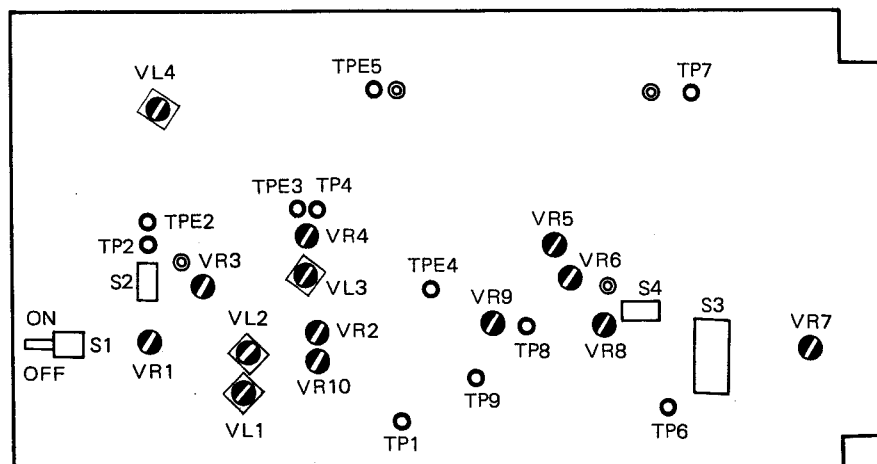 VL4
TPE5
TP7
TPE3 TP4
TPE2
VR5
VR4
TP2
VR3
VR6
S2
VL3
TPE4
S4
S3
ON
VR9
VL2
VR2
S1
VR1
TP8
VR8
VR7
OFF
VR10
TP9
VL1
TP1
TP6